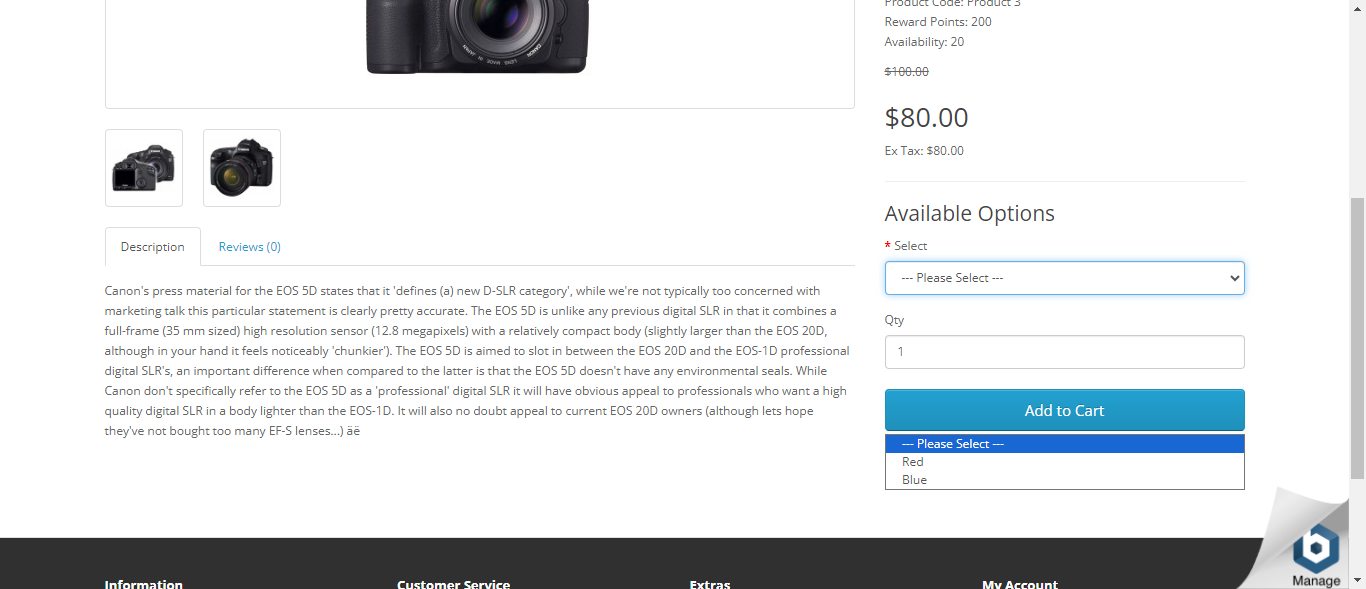 Product Code: Product 3
Reward Points: 200
Availability: 20
$100.00
$80.00
Ex Tax: $80.00
Available Options
* Select
--- Please Select ---
Qty
1
Add to Cart
--- Please Select ---
Red
Blue
Description
Reviews (0)
Canon's press material for the EOS 5D states that it 'defines (a) new D-SLR category', while we're not typically too concerned with
marketing talk this particular statement is clearly pretty accurate. The EOS 5D is unlike any previous digital SLR in that it combines a
full-frame (35 mm sized) high resolution sensor (12.8 megapixels) with a relatively compact body (slightly larger than the EOS 20D,
although in your hand it feels noticeably 'chunkier'). The EOS 5D is aimed to slot in between the EOS 20D and the EOS-1D professional
digital SLR's, an important difference when compared to the latter is that the EOS 5D doesn't have any environmental seals. While
Canon don't specifically refer to the EOS 5D as a 'professional' digital SLR it will have obvious appeal to professionals who want a high
quality digital SLR in a body lighter than the EOS-1D. It will also no doubt appeal to current EOS 20D owners (although lets hope
they've not bought too many EF-S lenses...) äë
Information
Customer Service
Extras
My Account
Manage